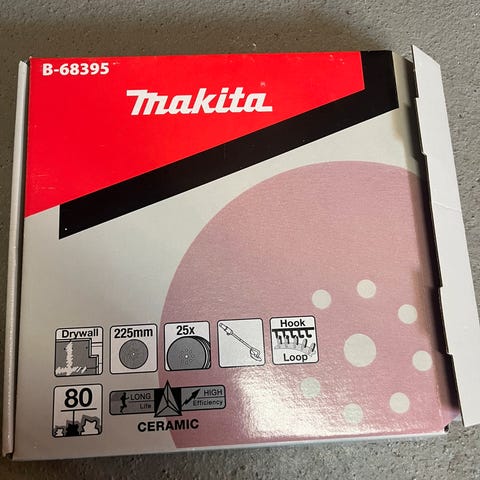 B-68395
makita®
Drywall
225mm
25x
Hook
Loop
80
LONG
Life
HIGH
Efficiency
CERAMIC